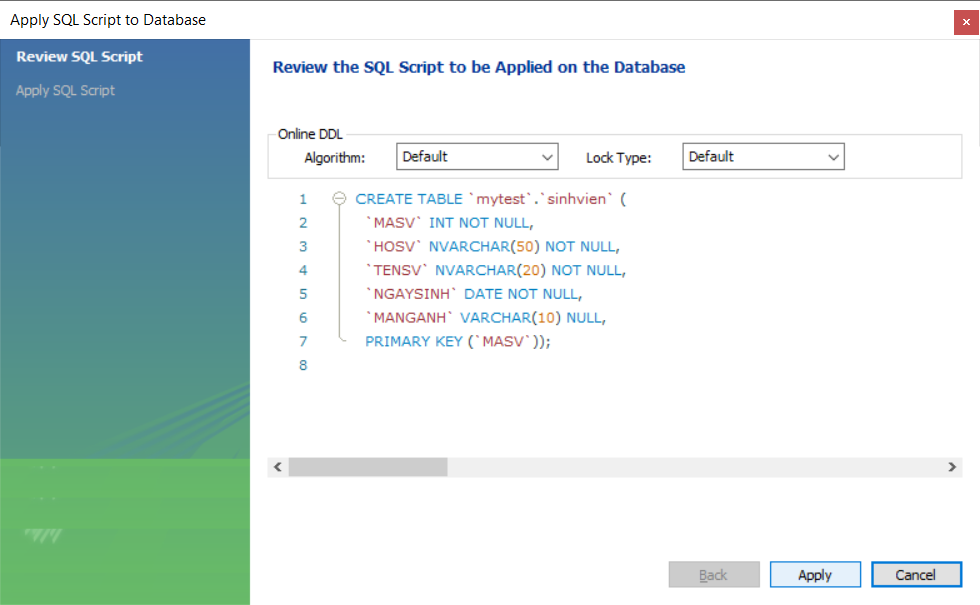 Apply SQL Script to Database
Review SQL Script
Apply SQL Script
Review the SQL Script to be Applied on the Database
Online DDL
Algorithm: Default Lock Type: Default
1 CREATE TABLE `mytest`.`sinhvien` (
2 `MASV` INT NOT NULL,
3 `HOSV` NVARCHAR(50) NOT NULL,
4 `TENSV` NVARCHAR(20) NOT NULL,
5 `NGAYSINH` DATE NOT NULL,
6 `MANGANH` VARCHAR(10) NULL,
7 PRIMARY KEY (`MASV`));
8
Back Apply Cancel